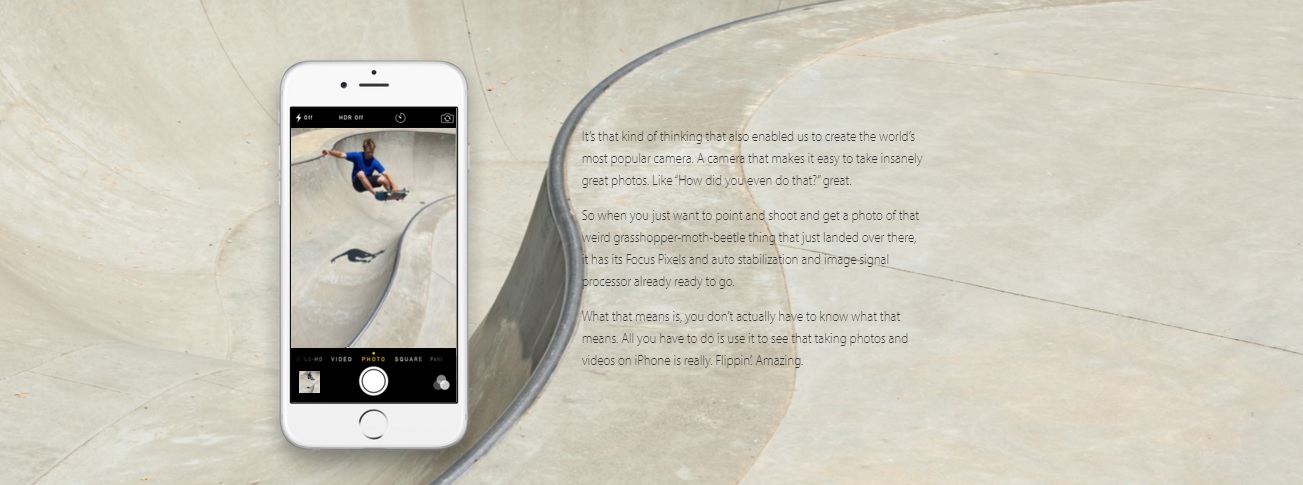 Off HDR Off
VIDEO PHOTO SQUARE
It's that kind of thinking that also enabled us to create the world's
most popular camera. A camera that makes it easy to take insanely
great photos. Like “How did you even do that?” great.
So when you just want to point and shoot and get a photo of that
weird grasshopper-moth-beetle thing that just landed over there,
it has its Focus Pixels and auto stabilization and image signal
processor already ready to go.
What that means is, you don't actually have to know what that
means. All you have to do is use it to see that taking photos and
videos on iPhone is really. Flippin'. Amazing.